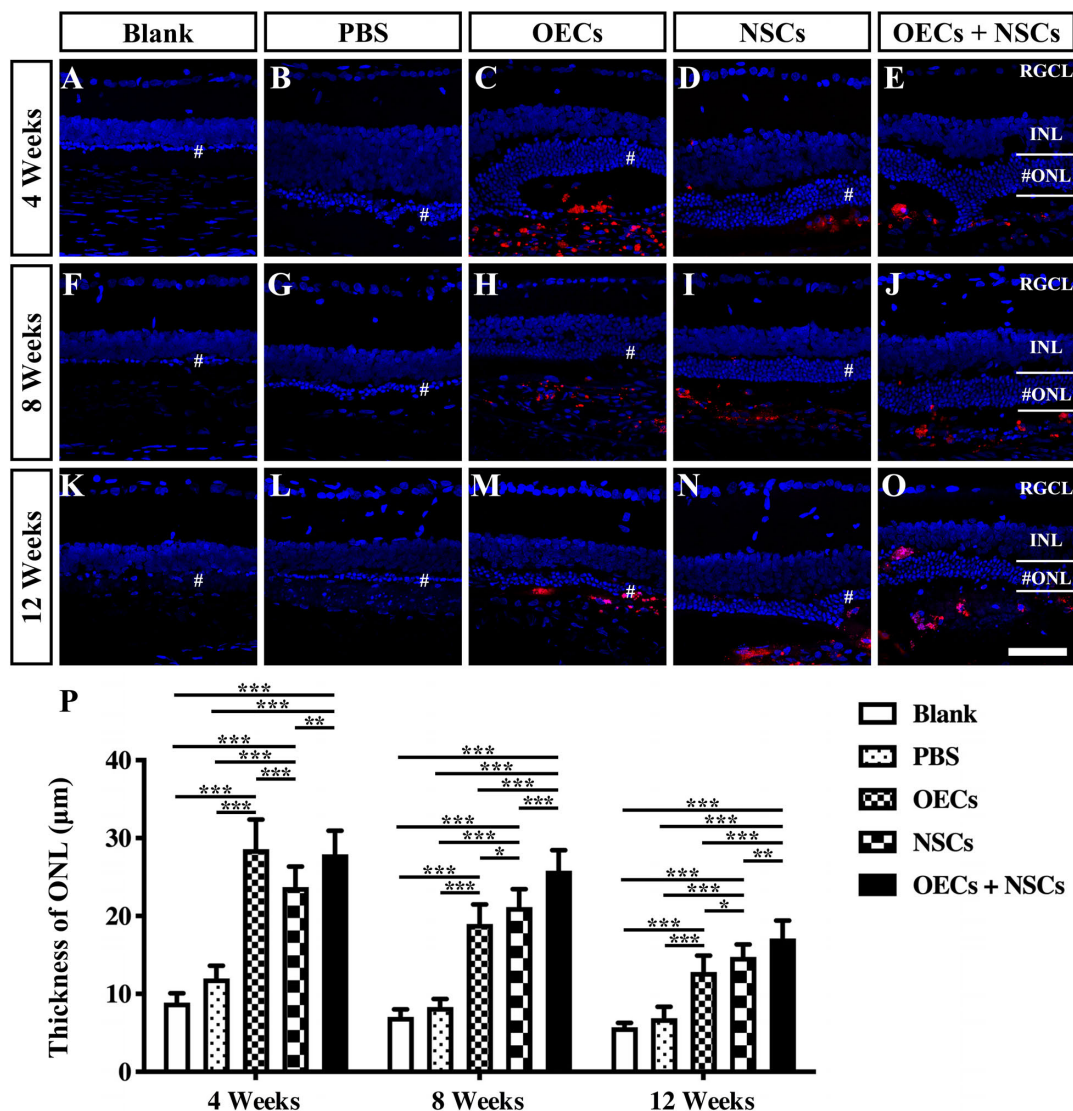 Blank PBS OECs NSCs OECs + NSCs
4 Weeks
A B C D E RGCL
INL
#
#
#
#
#ONL
8 Weeks
F G H I J RGCL
INL
#
#
#
#
#ONL
12 Weeks
K L M N O RGCL
INL
#
#
#
#
#ONL
P
***
***
**
***
***
***
***
***
***
***
***
***
***
***
*
***
***
***
***
***
**
***
***
*
***
***
Thickness of ONL (μm)
40
30
20
10
0
4 Weeks 8 Weeks 12 Weeks
Blank
PBS
OECs
NSCs
OECs + NSCs